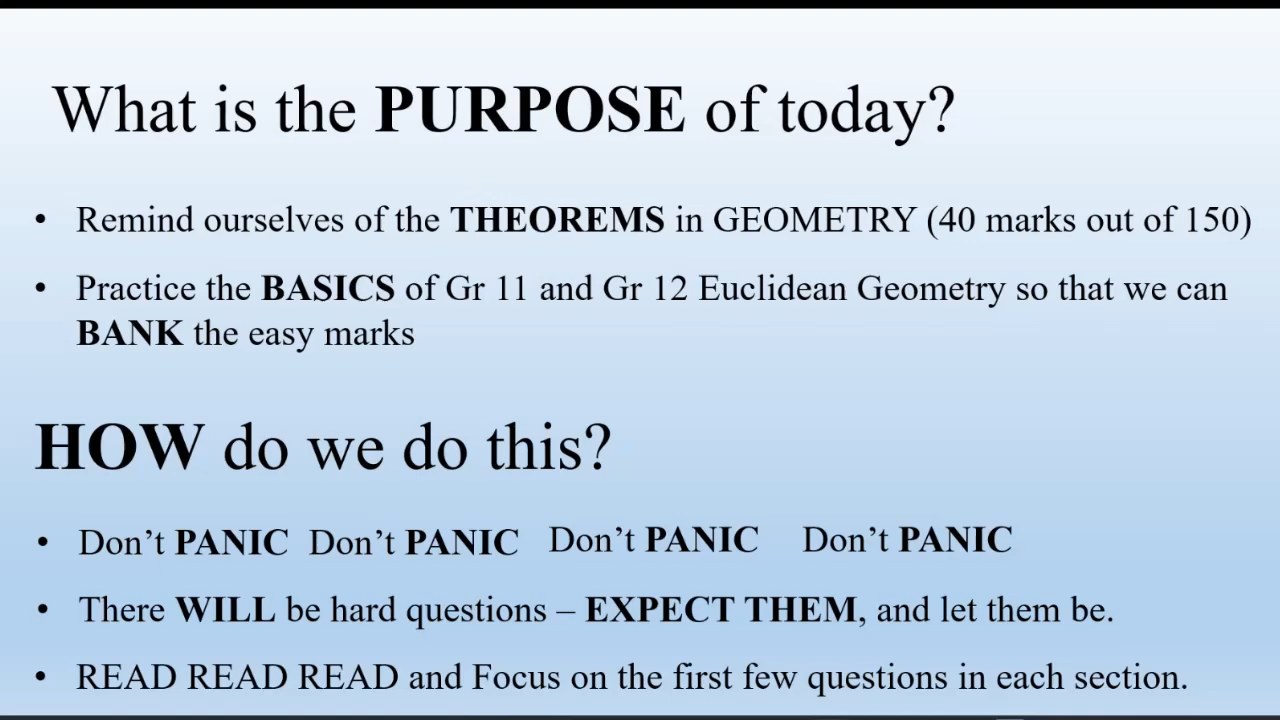 What is the PURPOSE of today?
• Remind ourselves of the THEOREMS in GEOMETRY (40 marks out of 150)
• Practice the BASICS of Gr 11 and Gr 12 Euclidean Geometry so that we can
BANK the easy marks
HOW do we do this?
• Don’t PANIC Don’t PANIC Don’t PANIC Don’t PANIC
• There WILL be hard questions – EXPECT THEM, and let them be.
• READ READ READ and Focus on the first few questions in each section.